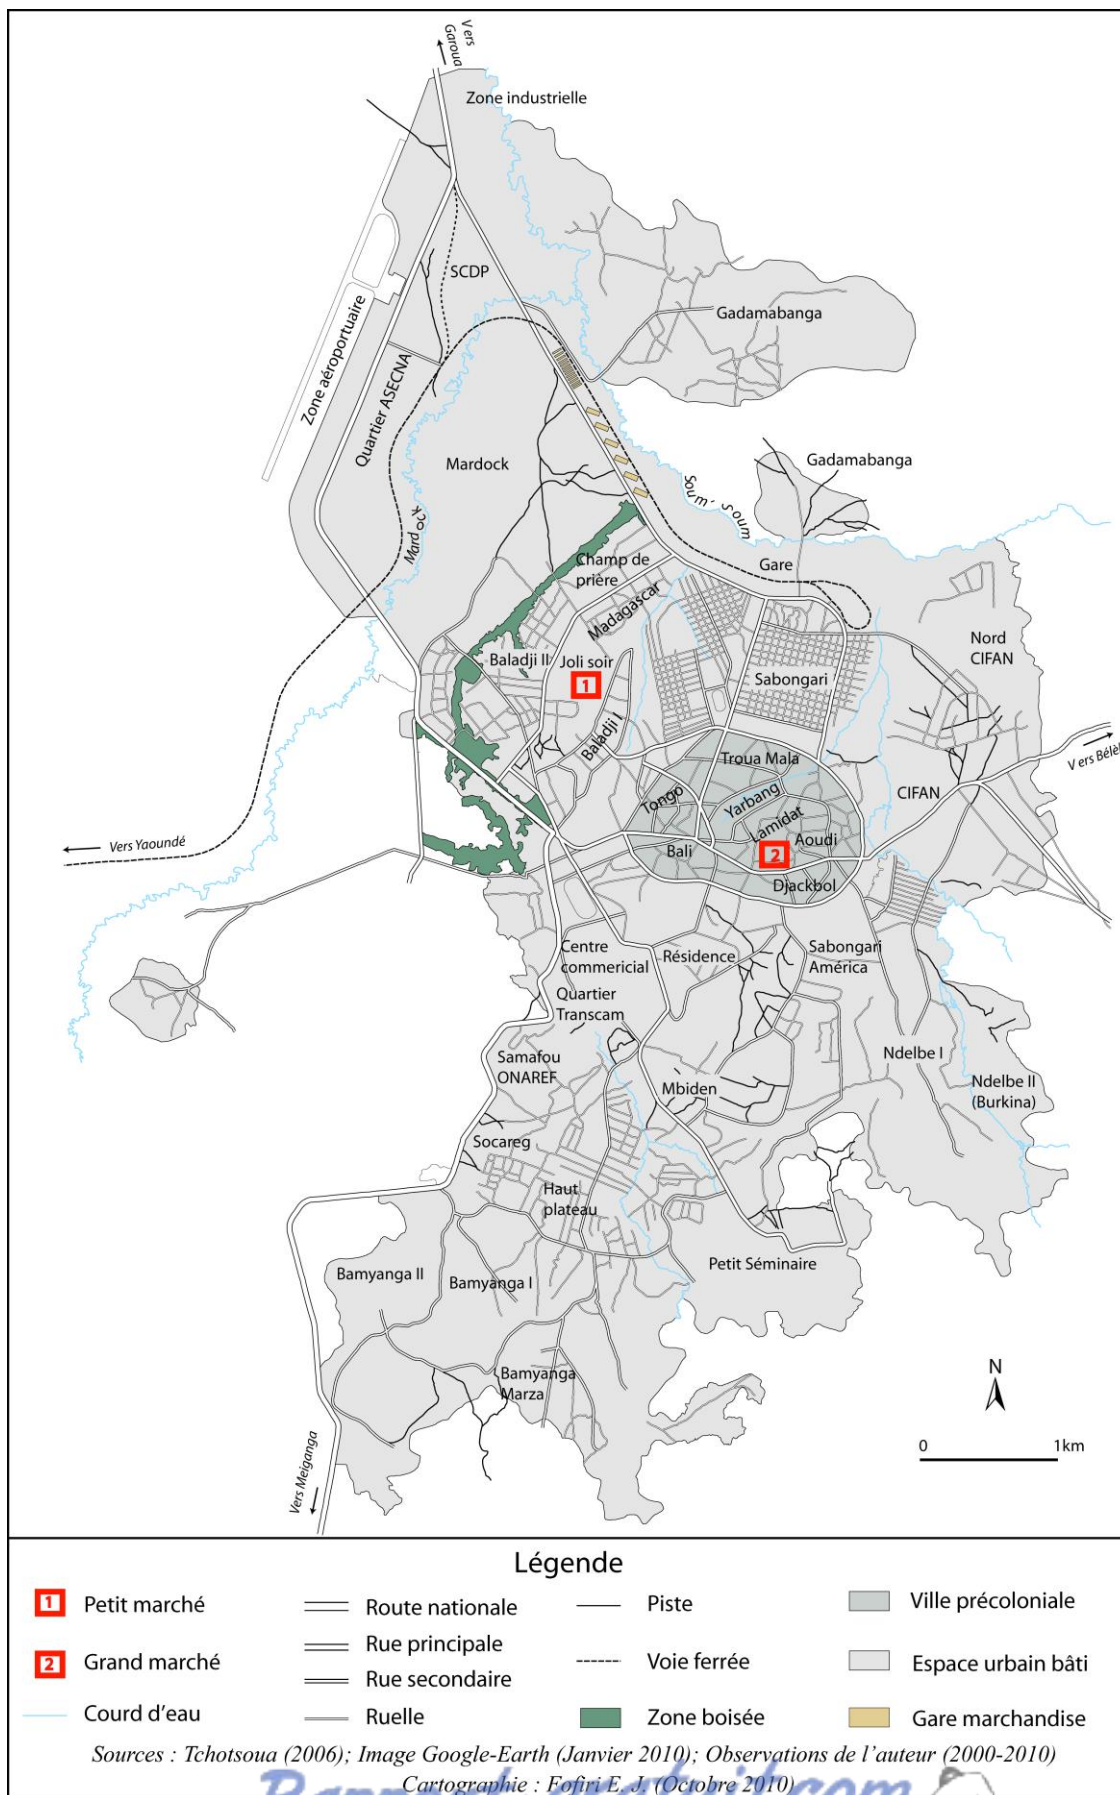 Vers
Garoua
Zone industrielle
SCDP
Gadamabanga
Zone aéroportuaire
Quartier ASECNA
Mardock
Mardock
Gadamabanga
Soum Soum
Champ de
prière
Gare
Madagascar
Nord
CIFAN
Baladji II
Joli soir
1
Sabongari
Baladji I
V ers Bélèl
Troua Mala
Tongo
Yarbang
CIFAN
Lamidat
Vers Yaoundé
Bali
2
Aoudi
Djackbol
Centre
commericial
Résidence
Sabongari
América
Quartier
Transcam
Samafou
ONAREF
Ndelbe I
Mbiden
Ndelbe II
(Burkina)
Socareg
Haut
plateau
Petit Séminaire
Bamyanga II
Bamyanga I
Bamyanga
Marza
N
0 1km
Vers Meiganga
Légende
1 Petit marché
2 Grand marché
Courd d'eau
Route nationale
Rue principale
Rue secondaire
Ruelle
Piste
Voie ferrée
Zone boisée
Ville précoloniale
Espace urbain bâti
Gare marchandise
Sources : Tchotsoua (2006); Image Google-Earth (Janvier 2010); Observations de l'auteur (2000-2010)
Cartographie : Fofiri E. J. (Octobre 2010)